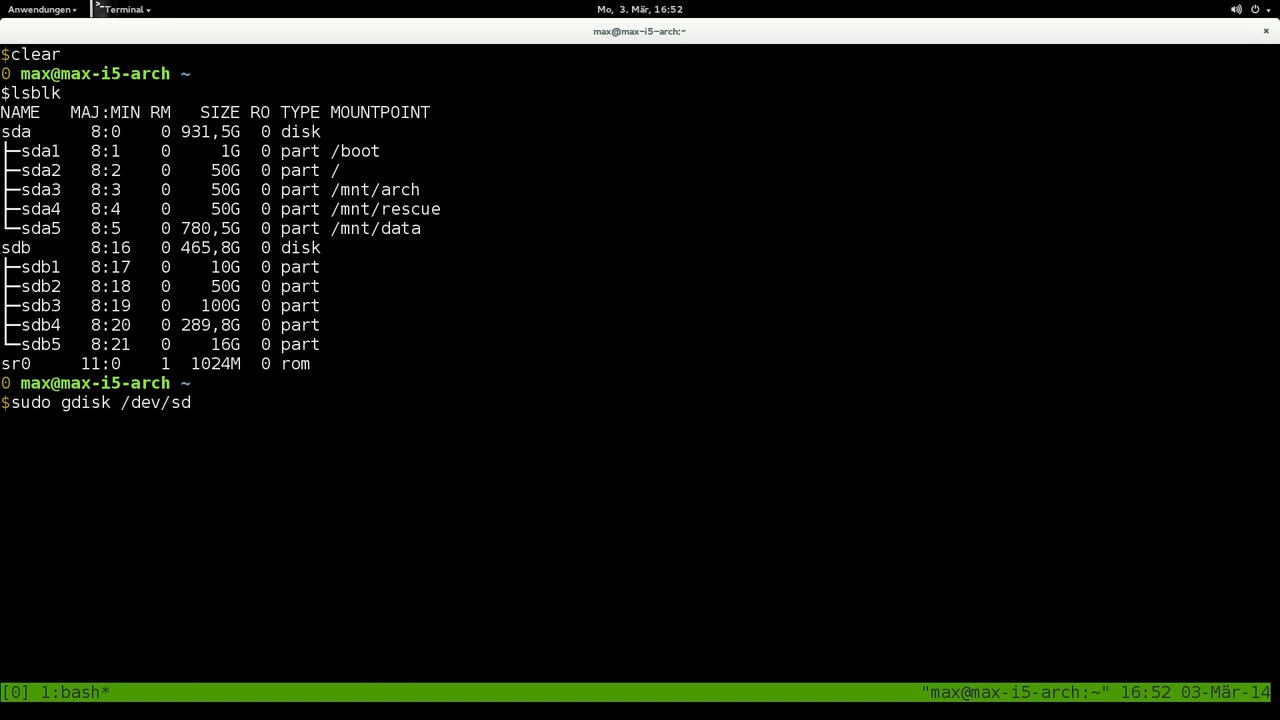 Anwendungen Terminal Mo, 3. Mär, 16:52
max@max-i5-arch:~
$clear
0 max@max-i5-arch ~
$lsblk
NAME   MAJ:MIN RM   SIZE RO TYPE MOUNTPOINT
sda      8:0    0 931,5G  0 disk
├─sda1   8:1    0     1G  0 part /boot
├─sda2   8:2    0    50G  0 part /
├─sda3   8:3    0    50G  0 part /mnt/arch
├─sda4   8:4    0    50G  0 part /mnt/rescue
└─sda5   8:5    0 780,5G  0 part /mnt/data
sdb      8:16   0 465,8G  0 disk
├─sdb1   8:17   0    10G  0 part
├─sdb2   8:18   0    50G  0 part
├─sdb3   8:19   0   100G  0 part
├─sdb4   8:20   0 289,8G  0 part
└─sdb5   8:21   0    16G  0 part
sr0     11:0    1  1024M  0 rom
0 max@max-i5-arch ~
$sudo gdisk /dev/sd
[0] 1:bash* "max@max-i5-arch:~" 16:52 03-Mär-14